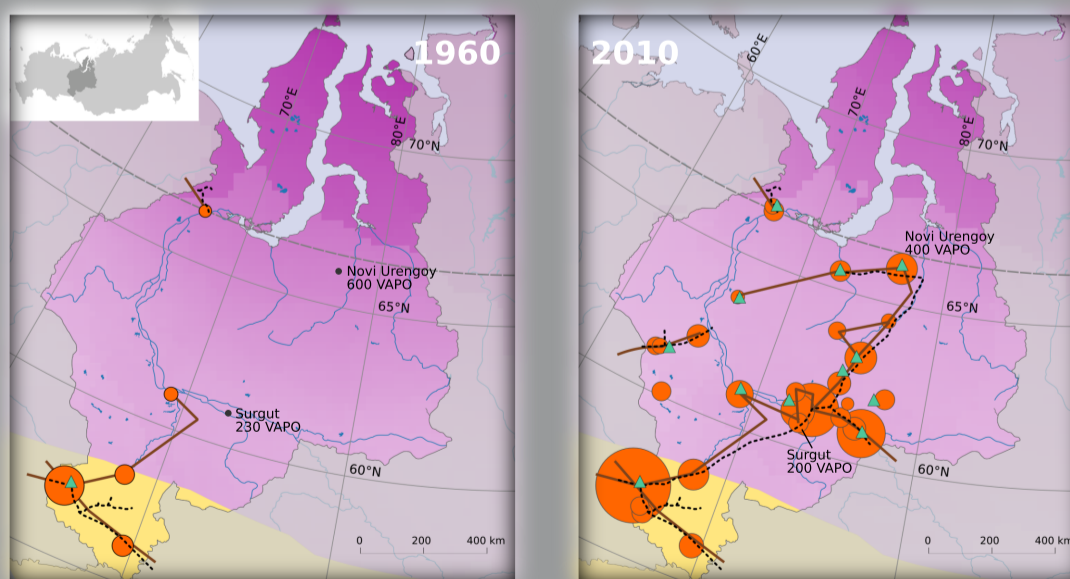 1960
70°E
80°E
70°N
Novi Urengoy
600 VAPO
65°N
Surgut
230 VAPO
60°N
0 200 400 km
2010
60°E
70°E
80°E
70°N
Novi Urengoy
400 VAPO
65°N
Surgut
200 VAPO
60°N
0 200 400 km